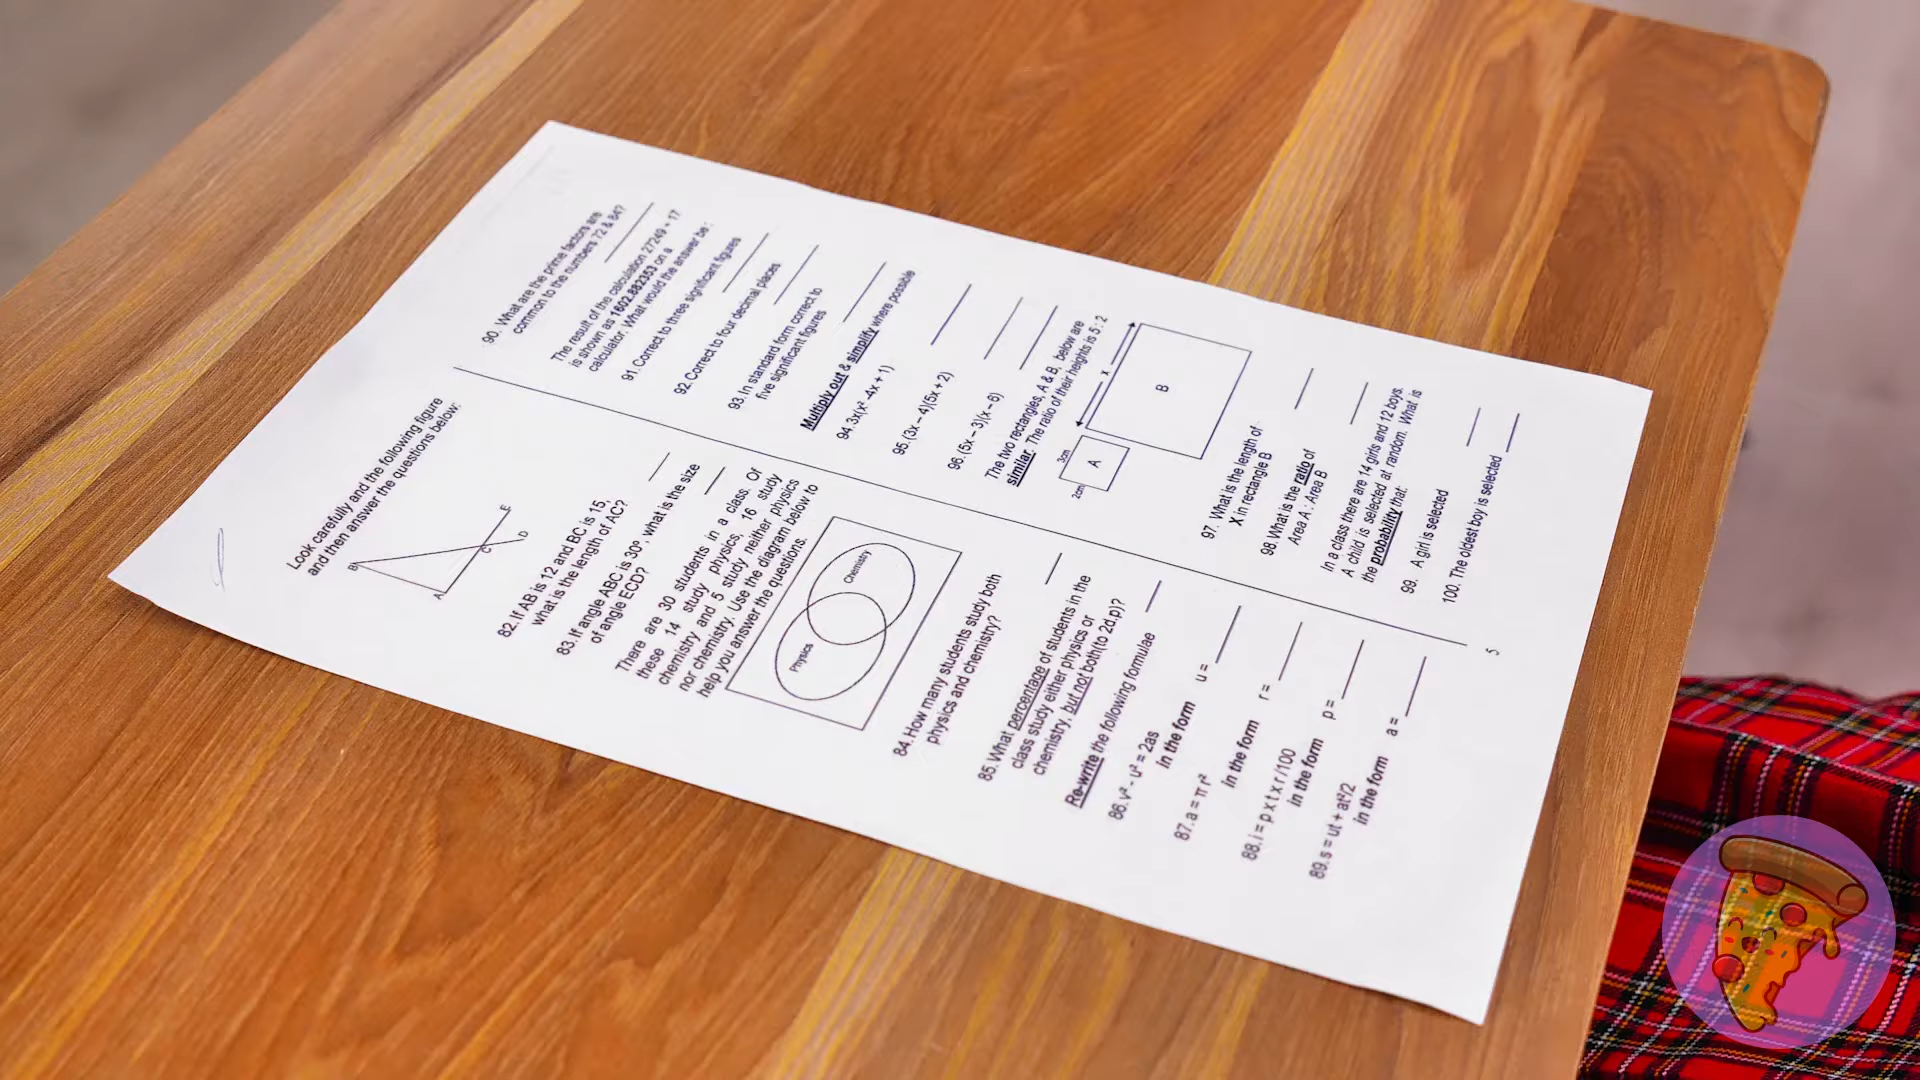 Look carefully and the following figure
and then answer the questions below:
B
E
C
D
A
82. If AB is 12 and BC is 15,
what is the length of AC?
83. If angle ABC is 30º, what is the size
of angle ECD?
There are 30 students in a class. Of
these 14 study physics, 16 study
chemistry and 5 study neither physics
nor chemistry. Use the diagram below to
help you answer the questions.
Physics
Chemistry
84. How many students study both
physics and chemistry?
85. What percentage of students in the
class study either physics or
chemistry, but not both (to 2d,p)?
Re-write the following formulae
86. v² - u² = 2as
in the form u =
87. a = π r²
in the form r =
88. i = p x t x r /100
in the form p =
89. s = ut + at²/2
in the form a =
90. What are the prime factors are
common to the numbers 72 & 84?
The result of the calculation 27249 ÷ 17
is shown as 1602.882353 on a
calculator. What would the answer be:
91. Correct to three significant figures
92. Correct to four decimal places
93. In standard form correct to
five significant figures
Multiply out & simplify where possible
94. 3x(x² -4x + 1)
95. (3x – 4)(5x + 2)
96. (5x – 3)(x – 6)
The two rectangles, A & B, below are
similar. The ratio of their heights is 5 : 2
3cm
x
2cm
A
B
97. What is the length of
X in rectangle B
98. What is the ratio of
Area A : Area B
In a class there are 14 girls and 12 boys.
A child is selected at random. What is
the probability that:
99. A girl is selected
100. The oldest boy is selected
5